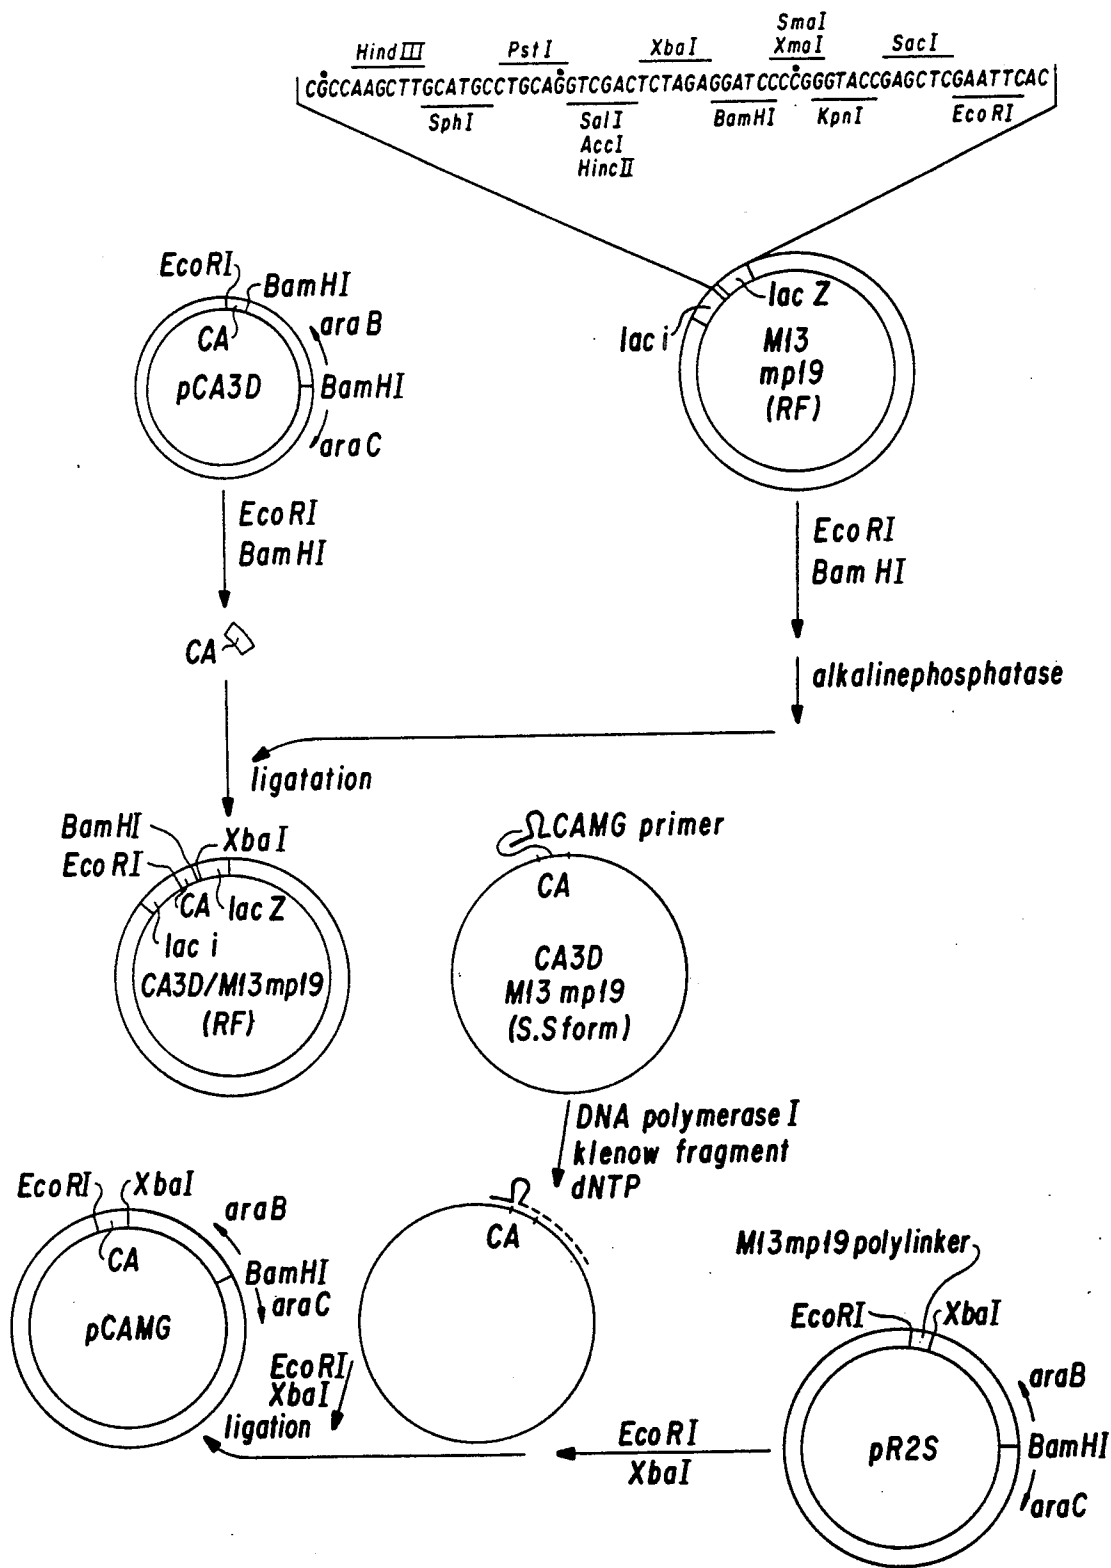 SmaI
HindIII PstI XbaI XmaI SacI
CGCCAAGCTTGCATGCCTGCAGGTCGACTCTAGAGGATCCCCGGGTACCGAGCTCGAATTCAC
SphI SalI BamHI KpnI EcoRI
AccI
HincII
EcoRI
BamHI
araB
CA
pCA3D
BamHI
araC
lac Z
lac i
M13
mp19
(RF)
EcoRI
BamHI
EcoRI
Bam HI
CA
alkalinephosphatase
ligatation
BamHI
XbaI
EcoRI
CA
lac Z
lac i
CA3D/M13mp19
(RF)
CAMG primer
CA
CA3D
M13 mp19
(S.S form)
DNA polymerase I
klenow fragment
dNTP
EcoRI
XbaI
araB
CA
BamHI
araC
pCAMG
CA
EcoRI
XbaI
ligation
M13mp19 polylinker
EcoRI
XbaI
araB
BamHI
pR2S
araC
EcoRI
XbaI